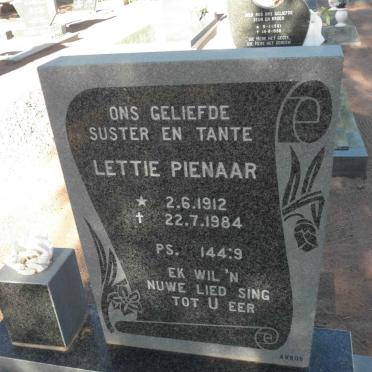 ONS GELIEFDE
SUSTER EN TANTE
LETTIE PIENAAR
★ 2.6.1912
✝ 22.7.1984
PS. 144:9
EK WIL 'N
NUWE LIED SING
TOT U EER